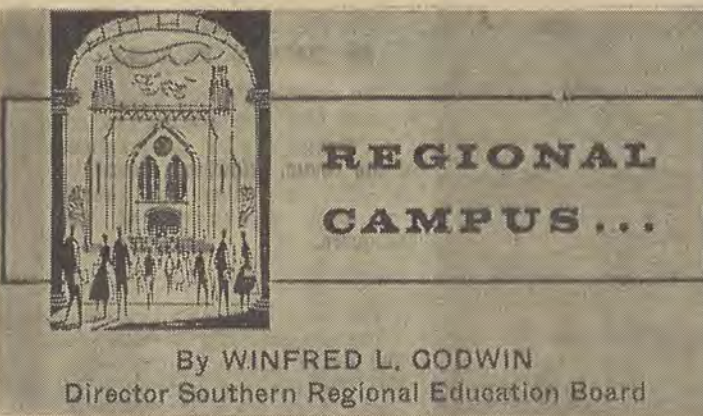 REGIONAL
CAMPUS...
By WINFRED L. GODWIN
Director Southern Regional Education Board